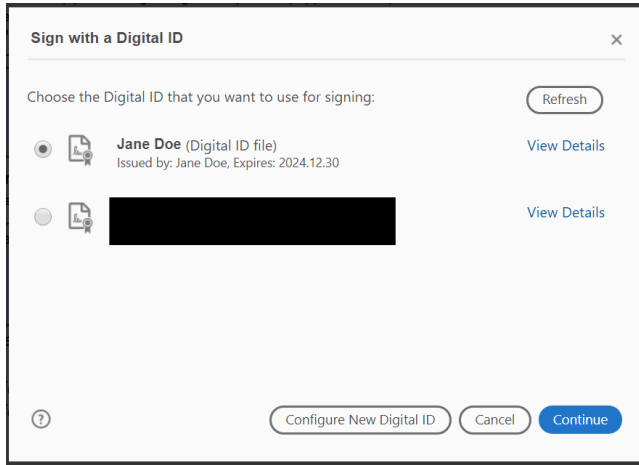 Sign with a Digital ID
Choose the Digital ID that you want to use for signing:
Refresh
Jane Doe (Digital ID file)
View Details
Issued by: Jane Doe, Expires: 2024.12.30
View Details
?
Configure New Digital ID
Cancel
Continue